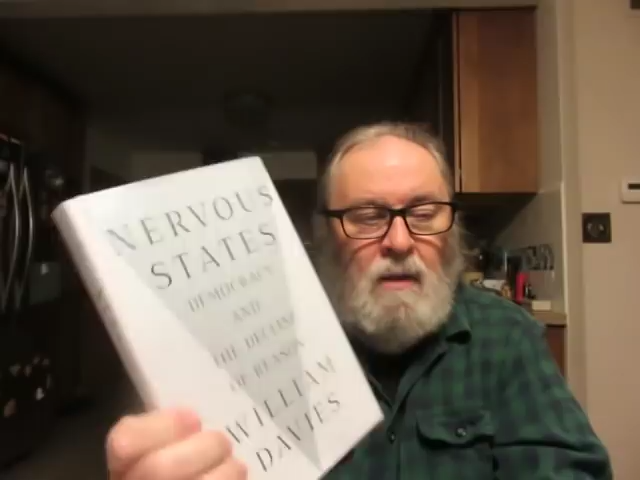 NERVOUS
STATES
DEMOCRACY
AND
THE DECLINE
OF REASON
WILLIAM
DAVIES